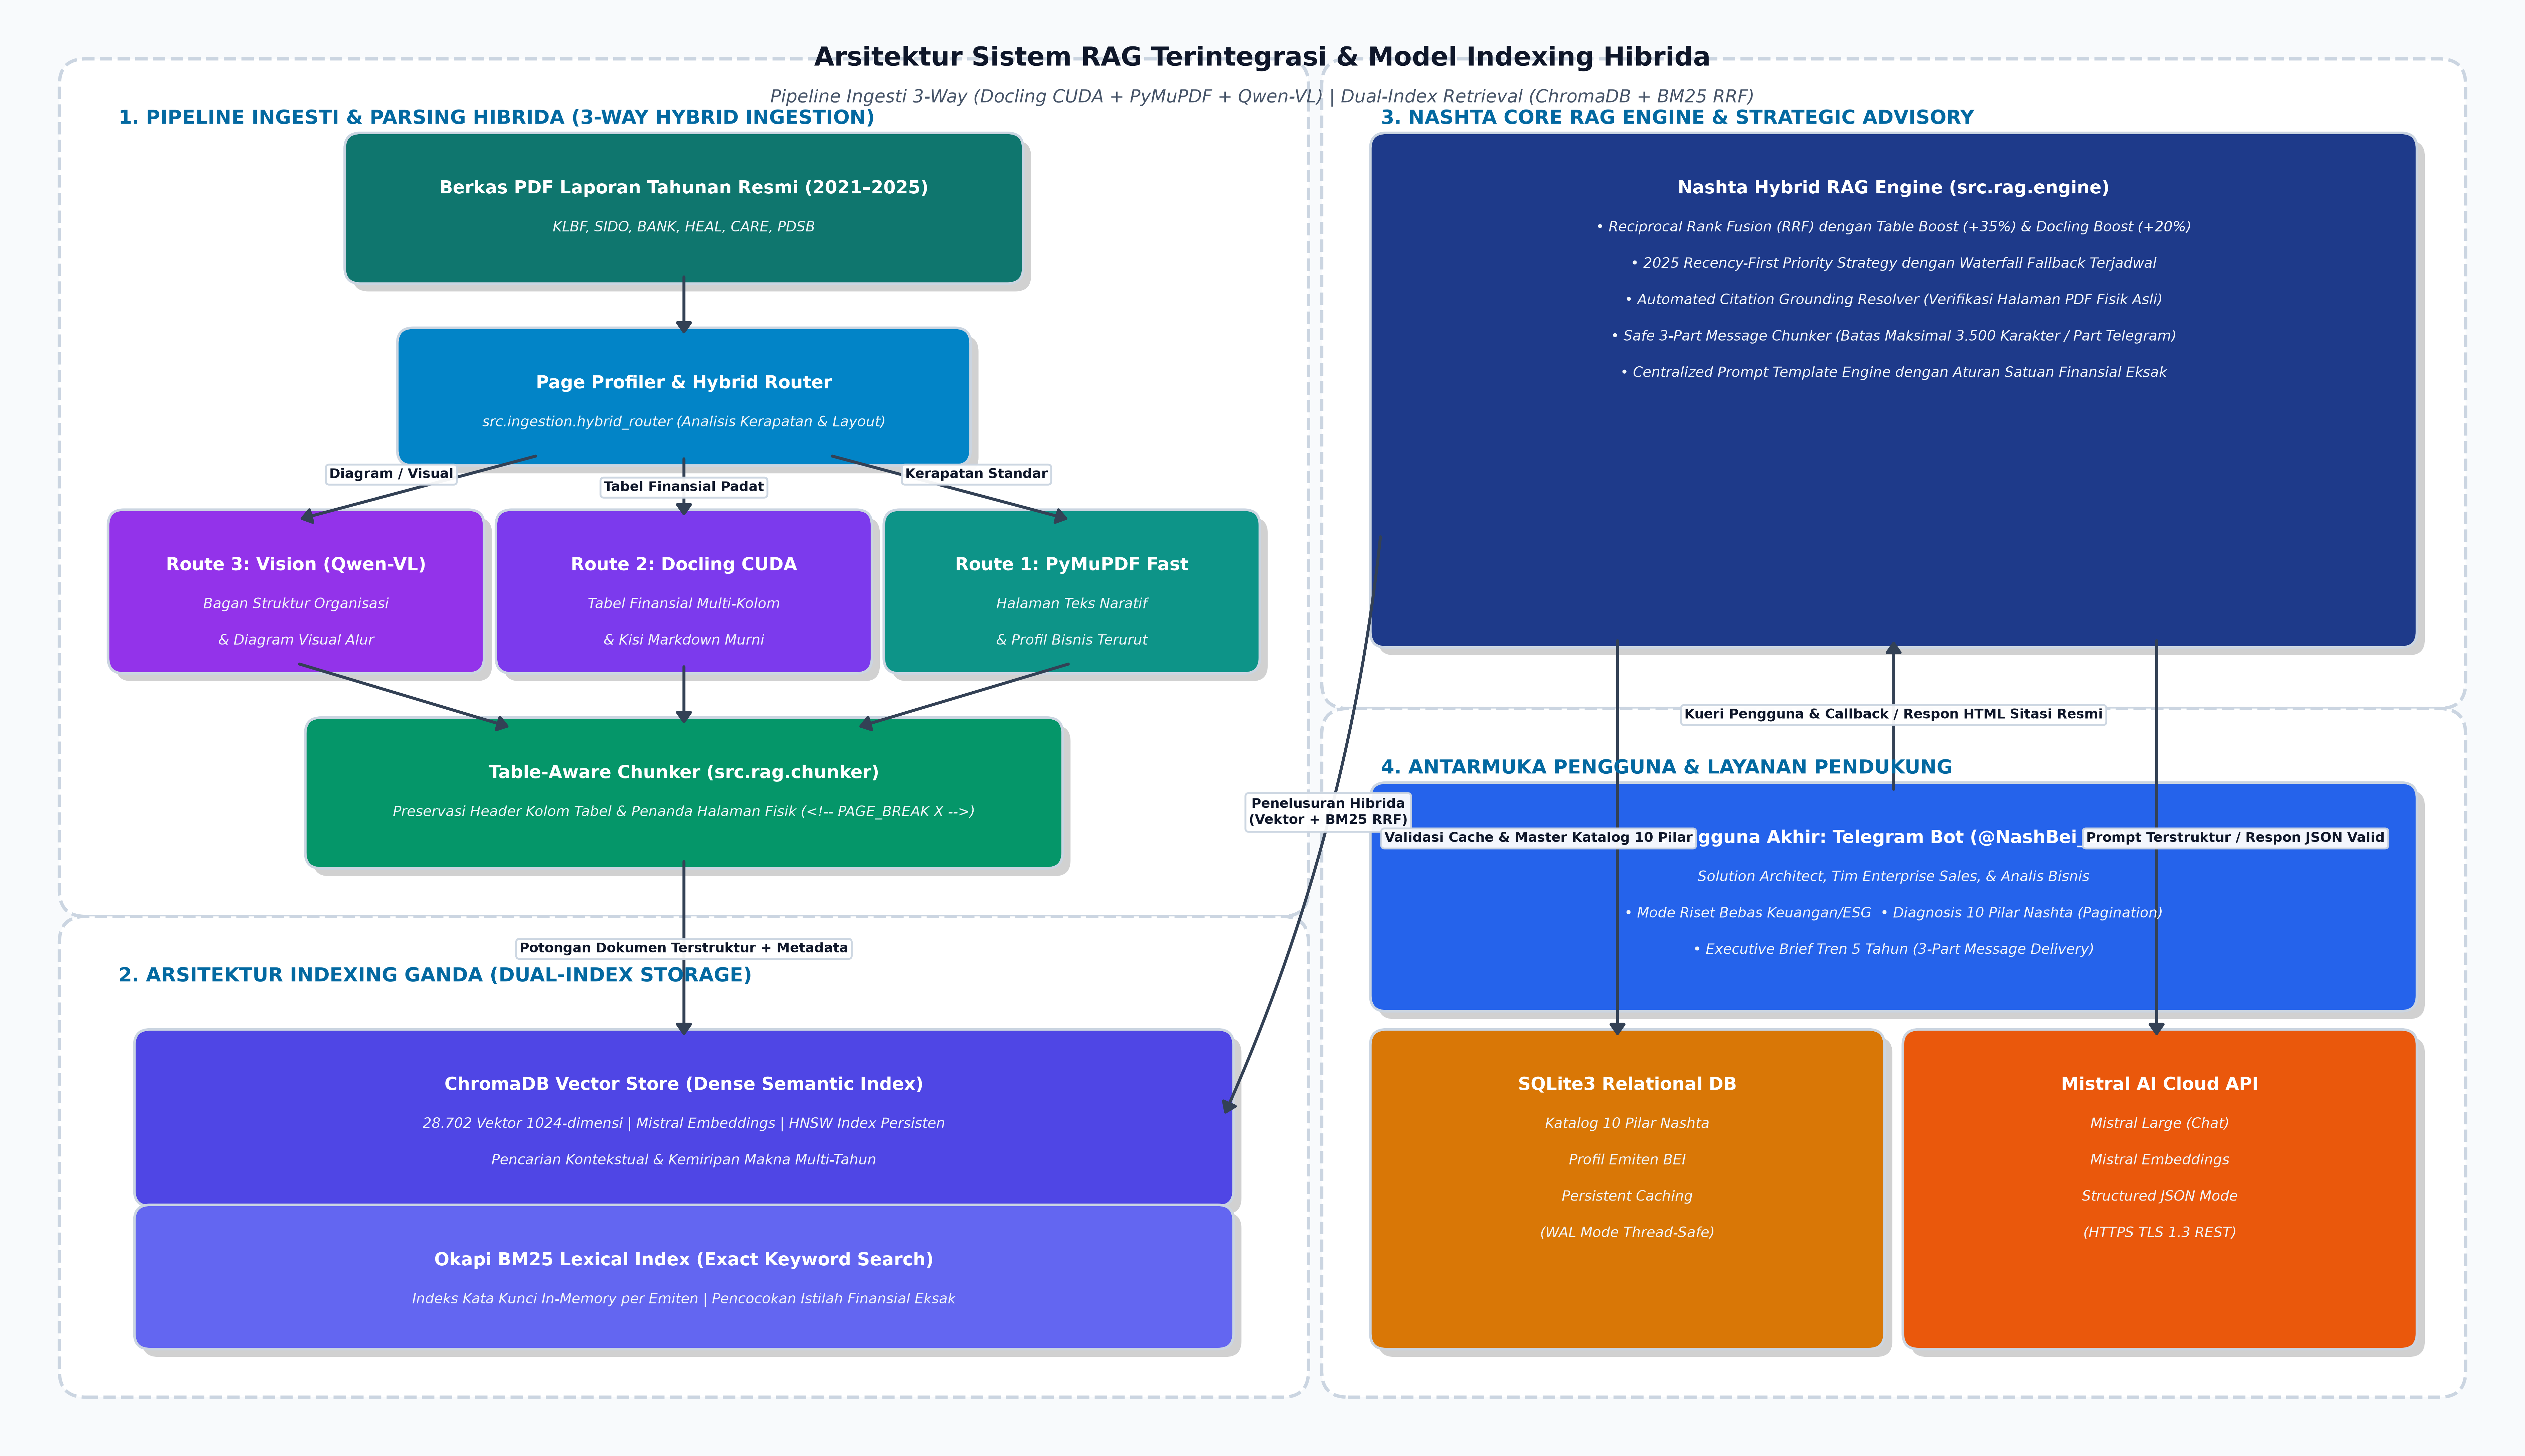 Arsitektur Sistem RAG Terintegrasi & Model Indexing Hibrida
Pipeline Ingesti 3-Way (Docling CUDA + PyMuPDF + Qwen-VL) | Dual-Index Retrieval (ChromaDB + BM25 RRF)
1. PIPELINE INGESTI & PARSING HIBRIDA (3-WAY HYBRID INGESTION)
Berkas PDF Laporan Tahunan Resmi (2021–2025)
KLBF, SIDO, BANK, HEAL, CARE, PDSB
Page Profiler & Hybrid Router
src.ingestion.hybrid_router (Analisis Kerapatan & Layout)
Diagram / Visual
Tabel Finansial Padat
Kerapatan Standar
Route 3: Vision (Qwen-VL)
Bagan Struktur Organisasi
& Diagram Visual Alur
Route 2: Docling CUDA
Tabel Finansial Multi-Kolom
& Kisi Markdown Murni
Route 1: PyMuPDF Fast
Halaman Teks Naratif
& Profil Bisnis Terurut
Table-Aware Chunker (src.rag.chunker)
Preservasi Header Kolom Tabel & Penanda Halaman Fisik (<!-- PAGE_BREAK X -->)
Potongan Dokumen Terstruktur + Metadata
2. ARSITEKTUR INDEXING GANDA (DUAL-INDEX STORAGE)
ChromaDB Vector Store (Dense Semantic Index)
28.702 Vektor 1024-dimensi | Mistral Embeddings | HNSW Index Persisten
Pencarian Kontekstual & Kemiripan Makna Multi-Tahun
Okapi BM25 Lexical Index (Exact Keyword Search)
Indeks Kata Kunci In-Memory per Emiten | Pencocokan Istilah Finansial Eksak
Penelusuran Hibrida
(Vektor + BM25 RRF)
3. NASHTA CORE RAG ENGINE & STRATEGIC ADVISORY
Nashta Hybrid RAG Engine (src.rag.engine)
• Reciprocal Rank Fusion (RRF) dengan Table Boost (+35%) & Docling Boost (+20%)
• 2025 Recency-First Priority Strategy dengan Waterfall Fallback Terjadwal
• Automated Citation Grounding Resolver (Verifikasi Halaman PDF Fisik Asli)
• Safe 3-Part Message Chunker (Batas Maksimal 3.500 Karakter / Part Telegram)
• Centralized Prompt Template Engine dengan Aturan Satuan Finansial Eksak
Kueri Pengguna & Callback / Respon HTML Sitasi Resmi
4. ANTARMUKA PENGGUNA & LAYANAN PENDUKUNG
Validasi Cache & Master Katalog 10 Pilar
gguna Akhir: Telegram Bot (@NashBei_
Prompt Terstruktur / Respon JSON Valid
Solution Architect, Tim Enterprise Sales, & Analis Bisnis
• Mode Riset Bebas Keuangan/ESG • Diagnosis 10 Pilar Nashta (Pagination)
• Executive Brief Tren 5 Tahun (3-Part Message Delivery)
SQLite3 Relational DB
Katalog 10 Pilar Nashta
Profil Emiten BEI
Persistent Caching
(WAL Mode Thread-Safe)
Mistral AI Cloud API
Mistral Large (Chat)
Mistral Embeddings
Structured JSON Mode
(HTTPS TLS 1.3 REST)